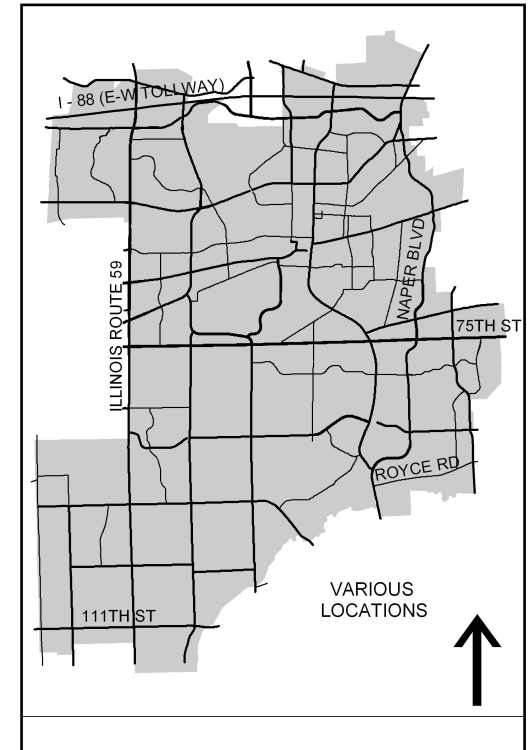 I - 88 (E-W TOLLWAY)
ILLINOIS ROUTE 59
NAPER BLVD
75TH ST
ROYCE RD
VARIOUS
LOCATIONS
111TH ST